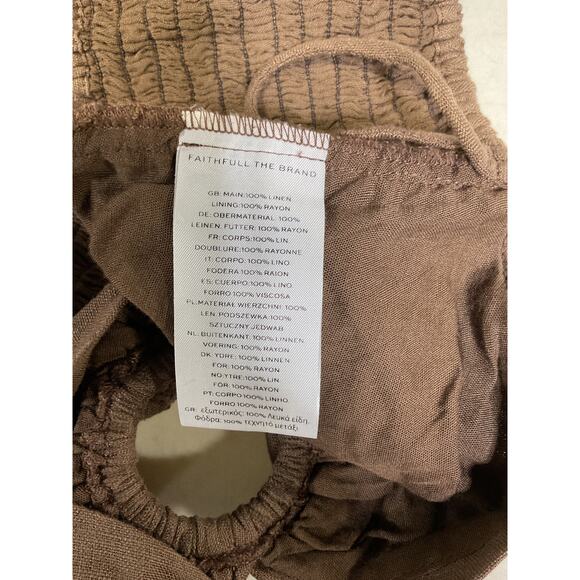 FAITHFULL THE BRAND
GB: MAIN:100% LINEN
LINING:100% RAYON
DE: OBERMATERIAL: 100%
LEINEN. FUTTER: 100% RAYON
FR: CORPS:100% LIN
DOUBLURE: 100% RAYONNE
IT: CORPO: 100% LINO
FODERA 100% RAION
ES: CUERPO: 100% LINO
FORRO 100% VISCOSA
PL:MATERIAŁ WIERZCHNI: 100%
LEN. PODSZEWKA: 100%
SZTUCZNY JEDWAB
NL: BUITENKANT: 100% LINNEN.
VOERING: 100% RAYON
DK: YDRE: 100% LINNEN
FOR: 100% RAYON
NO:YTRE: 100% LIN
FÔR: 100% RAYON
PT: CORPO: 100% LINHO.
FORRO 100% RAYON
GR: εξωτερικός: 100% Λευκά είδη.
Φόδρα: 100% τεχνητό μετάξι